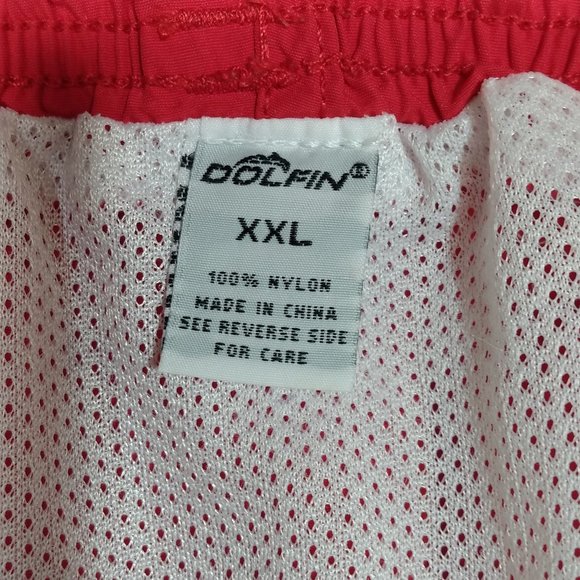 DOLFIN®
XXL
100% NYLON
MADE IN CHINA
SEE REVERSE SIDE
FOR CARE